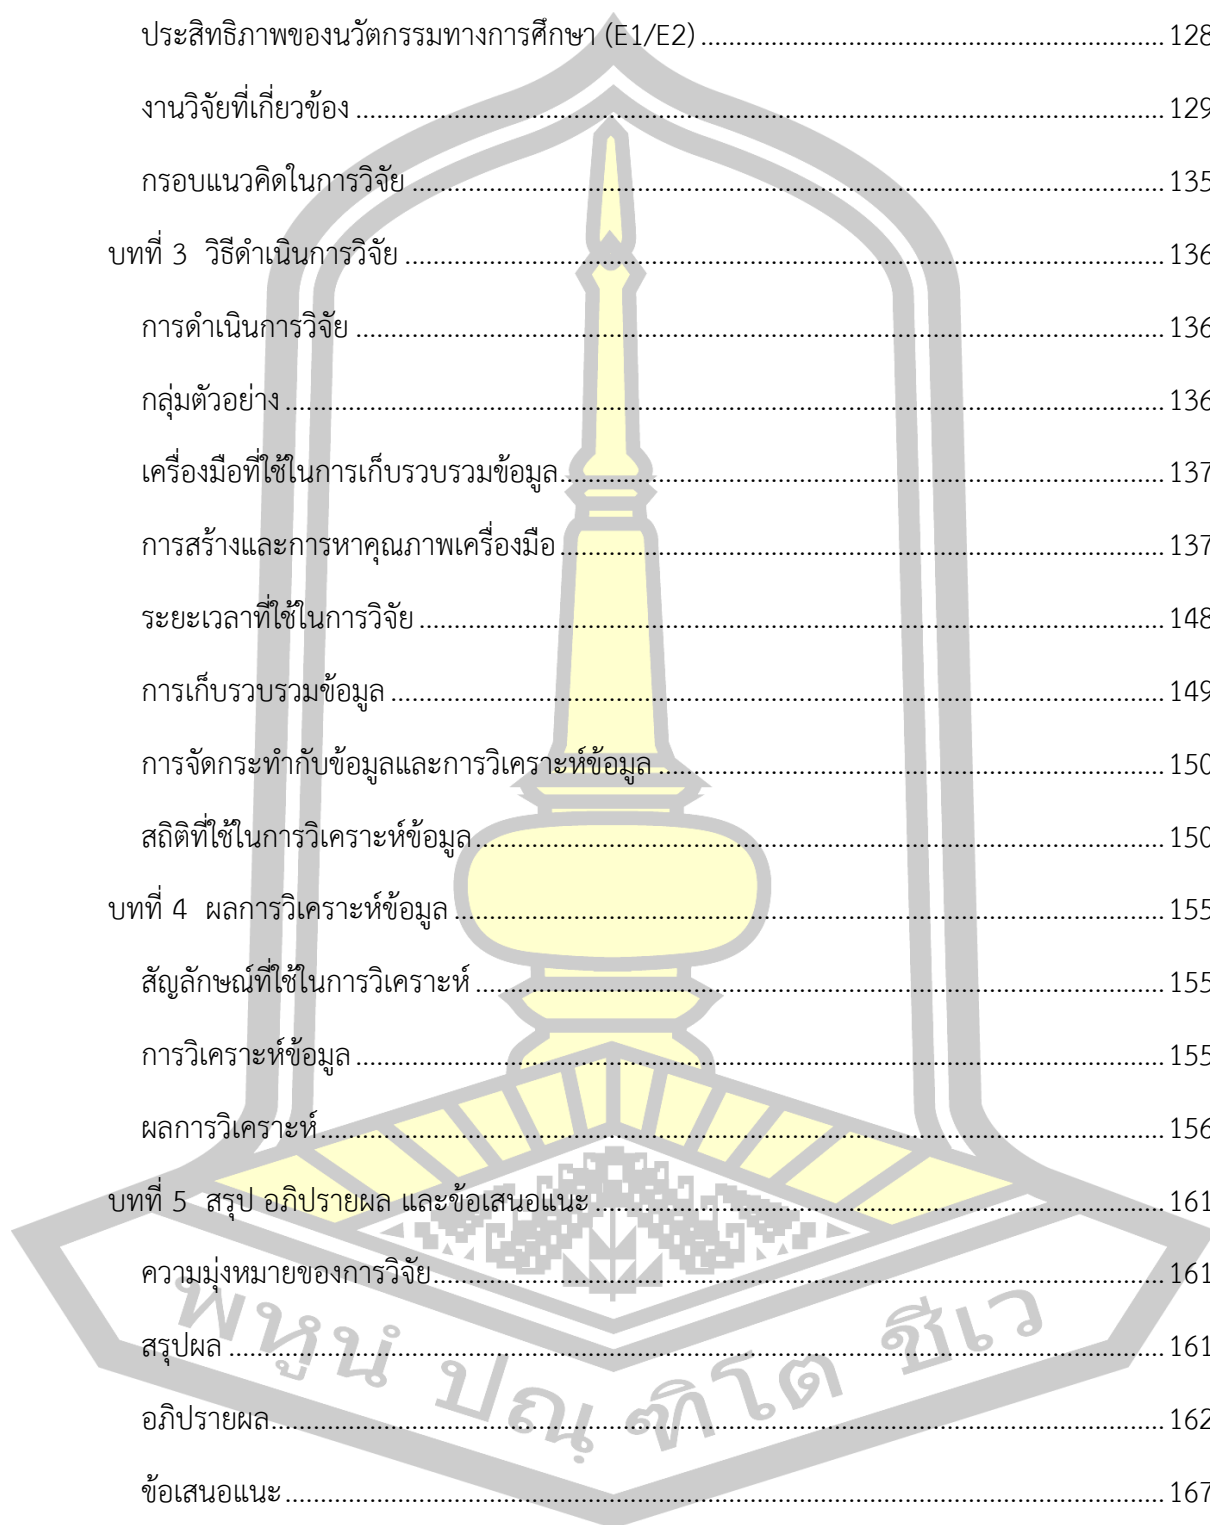 ประสิทธิภาพของนวัตกรรมทางการศึกษา (E1/E2) ........ 128
งานวิจัยที่เกี่ยวข้อง ........ 129
กรอบแนวคิดในการวิจัย ........ 135
บทที่ 3 วิธีดำเนินการวิจัย ........ 136
การดำเนินการวิจัย ........ 136
กลุ่มตัวอย่าง ........ 136
เครื่องมือที่ใช้ในการเก็บรวบรวมข้อมูล ........ 137
การสร้างและการหาคุณภาพเครื่องมือ ........ 137
ระยะเวลาที่ใช้ในการวิจัย ........ 148
การเก็บรวบรวมข้อมูล ........ 149
การจัดกระทำกับข้อมูลและการวิเคราะห์ข้อมูล ........ 150
สถิติที่ใช้ในการวิเคราะห์ข้อมูล ........ 150
บทที่ 4 ผลการวิเคราะห์ข้อมูล ........ 155
สัญลักษณ์ที่ใช้ในการวิเคราะห์ ........ 155
การวิเคราะห์ข้อมูล ........ 155
ผลการวิเคราะห์ ........ 156
บทที่ 5 สรุป อภิปรายผล และข้อเสนอแนะ ........ 161
ความมุ่งหมายของการวิจัย ........ 161
สรุปผล ........ 161
อภิปรายผล ........ 162
ข้อเสนอแนะ ........ 167
พหูนํ ปณฺฑิโต ชีเว